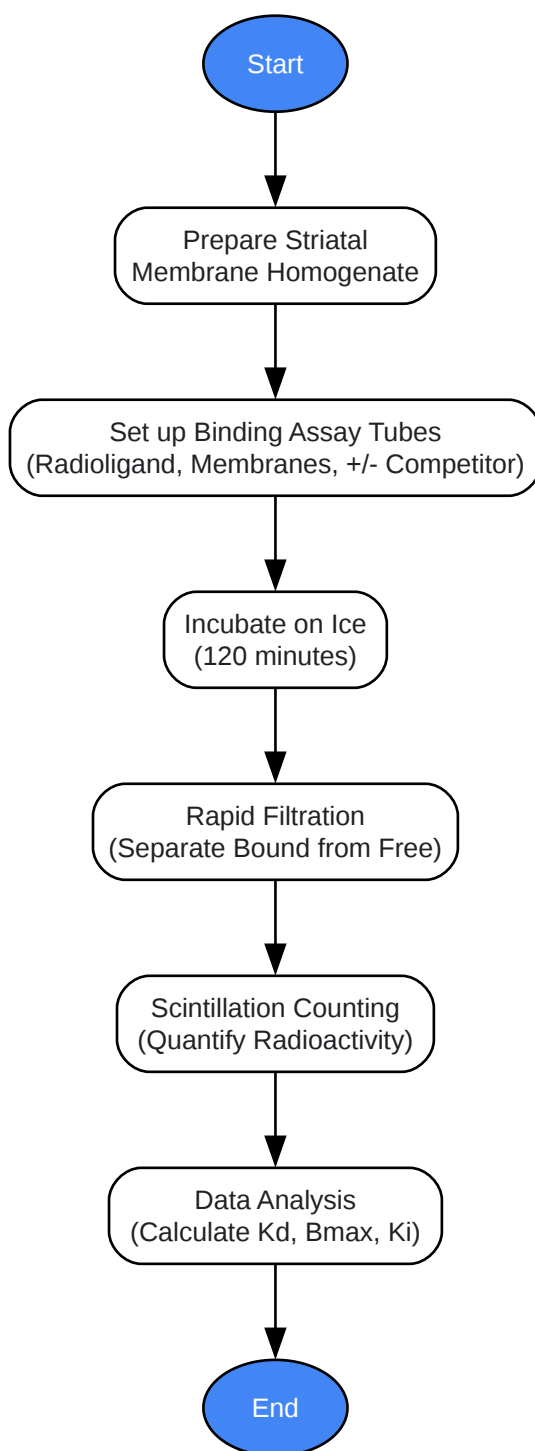 Start
Prepare Striatal
Membrane Homogenate
Set up Binding Assay Tubes
(Radioligand, Membranes, +/- Competitor)
Incubate on Ice
(120 minutes)
Rapid Filtration
(Separate Bound from Free)
Scintillation Counting
(Quantify Radioactivity)
Data Analysis
(Calculate Kd, Bmax, Ki)
End